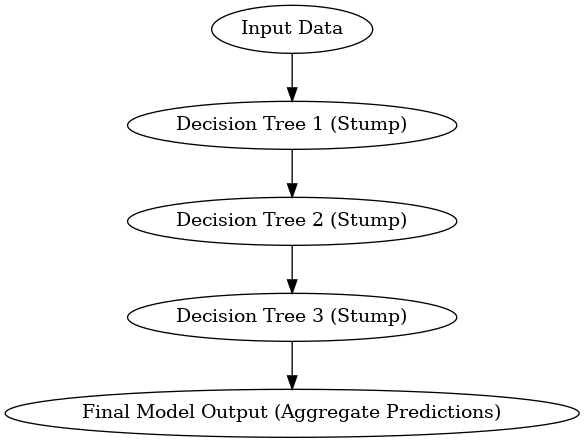 Input Data
Decision Tree 1 (Stump)
Decision Tree 2 (Stump)
Decision Tree 3 (Stump)
Final Model Output (Aggregate Predictions)